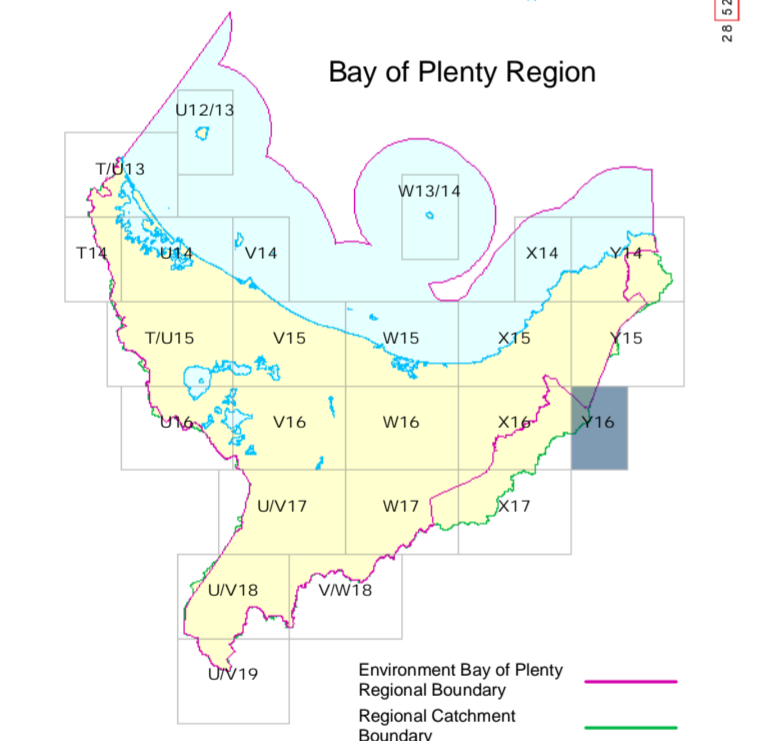 28 52
Bay of Plenty Region
U12/13
T/U13
W13/14
T14
U14
V14
X14
Y14
T/U15
V15
W15
X15
Y15
U16
V16
W16
X16
Y16
U/V17
W17
X17
U/V18
V/W18
U/V19
Environment Bay of Plenty
Regional Boundary
Regional Catchment
Boundary